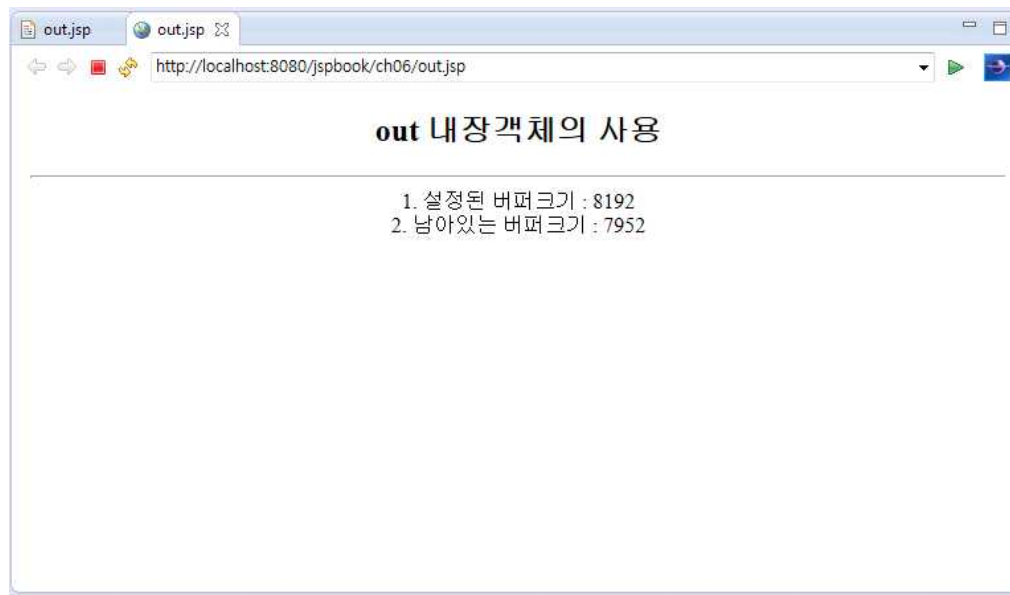 out.jsp
out.jsp
http://localhost:8080/jspbook/ch06/out.jsp
out 내장객체의 사용
1. 설정된 버퍼크기 : 8192
2. 남아있는 버퍼크기 : 7952